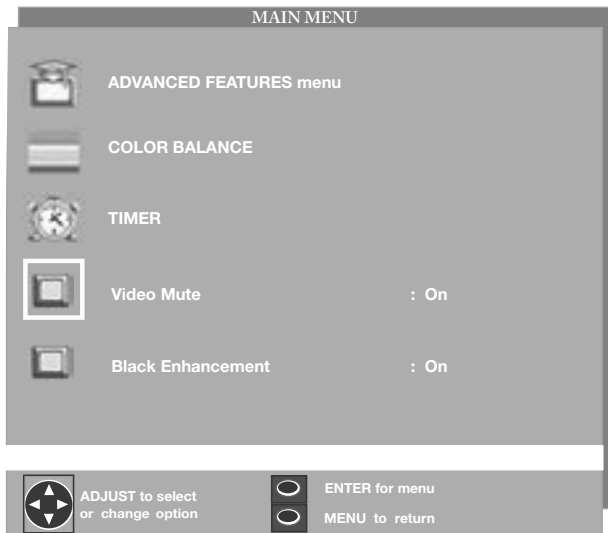 MAIN MENU
ADVANCED FEATURES menu
COLOR BALANCE
TIMER
Video Mute : On
Black Enhancement : On
ADJUST to select
or change option
ENTER for menu
MENU to return